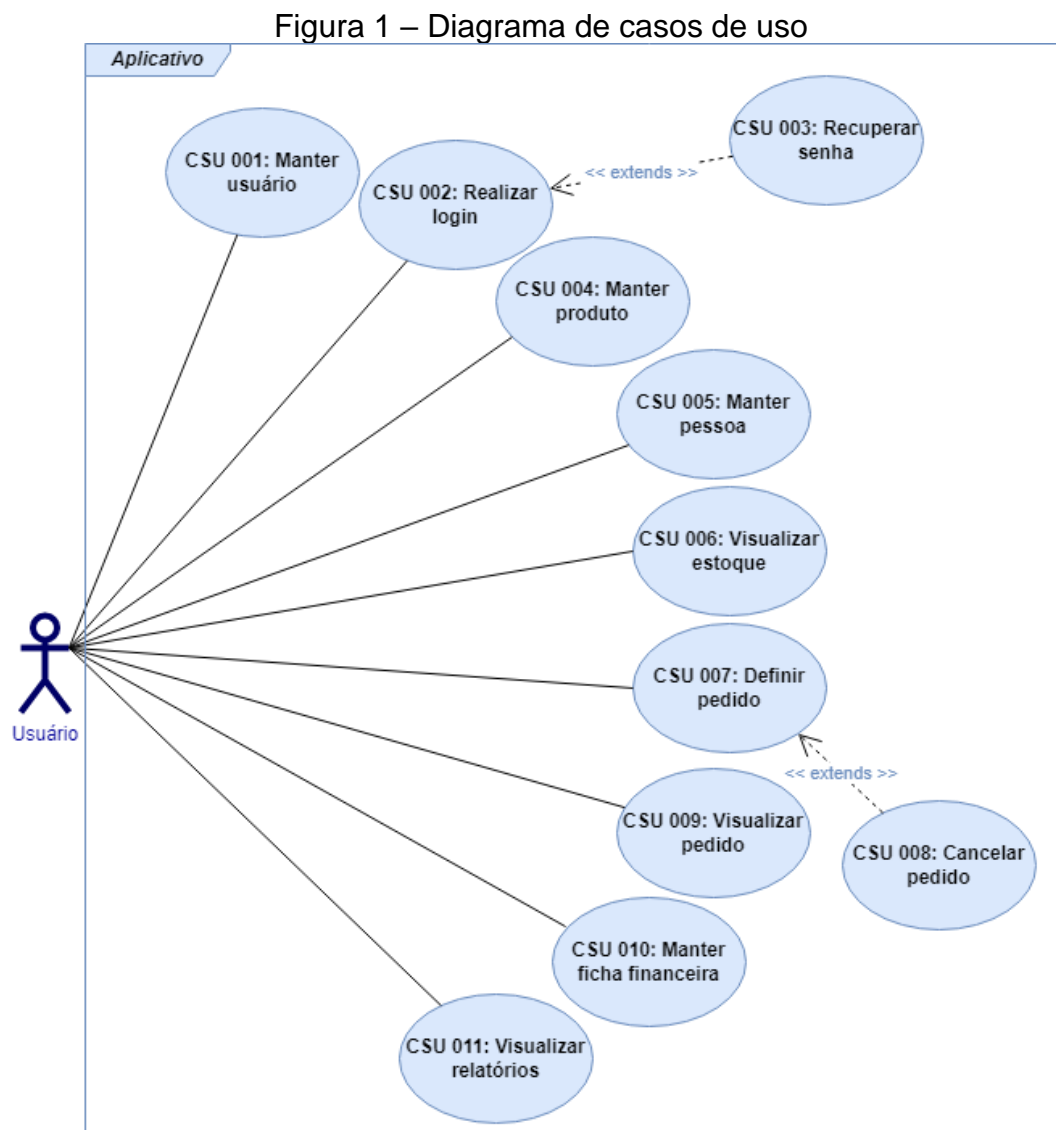 Figura 1 – Diagrama de casos de uso
Aplicativo
CSU 001: Manter
usuário
CSU 002: Realizar
login
<< extends >>
CSU 003: Recuperar
senha
CSU 004: Manter
produto
CSU 005: Manter
pessoa
CSU 006: Visualizar
estoque
CSU 007: Definir
pedido
Usuário
<< extends >>
CSU 009: Visualizar
pedido
CSU 008: Cancelar
pedido
CSU 010: Manter
ficha financeira
CSU 011: Visualizar
relatórios